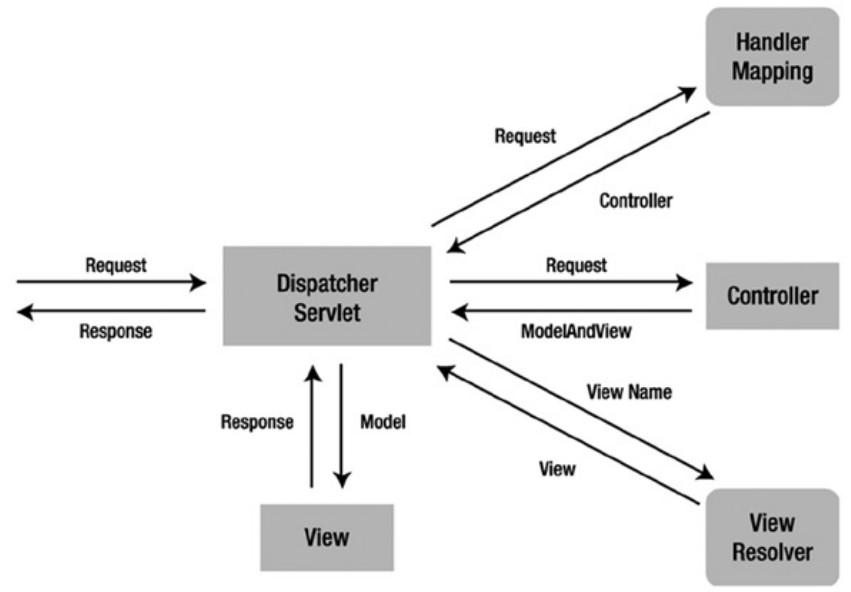 Handler
Mapping
Request
Controller
Request
Response
Dispatcher
Servlet
Request
ModelAndView
Controller
View Name
View
Response
Model
View
View
Resolver